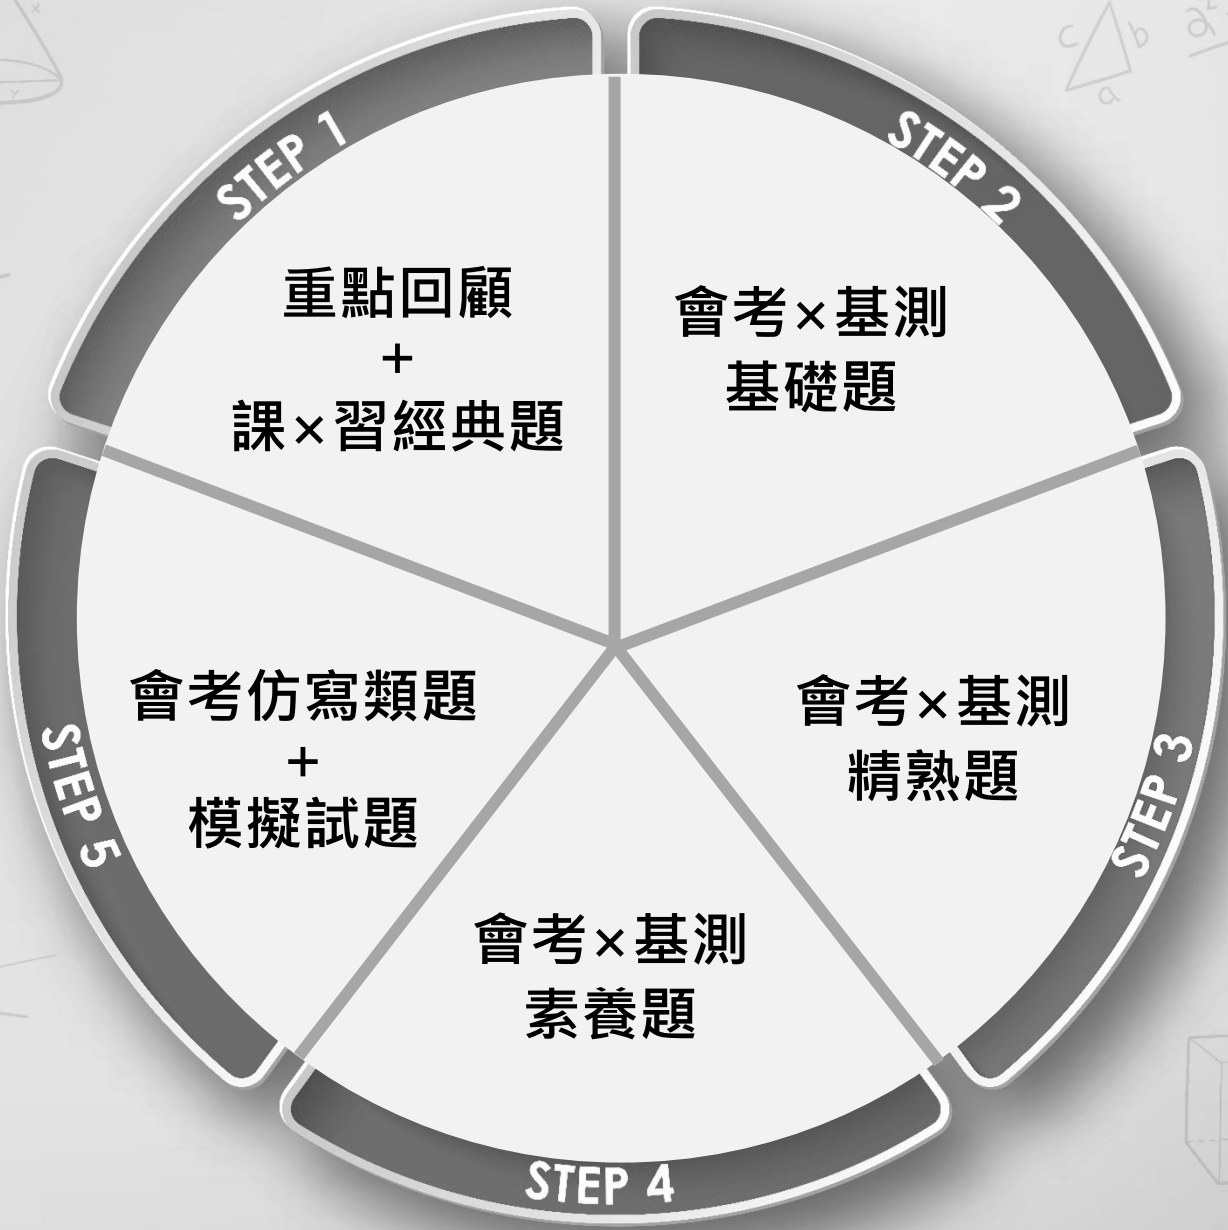 STEP 1
重點回顧
+
課×習經典題
STEP 2
會考×基測
基礎題
STEP 3
會考×基測
精熟題
STEP 4
會考×基測
素養題
STEP 5
會考仿寫類題
+
模擬試題
c
b
a
a²
x